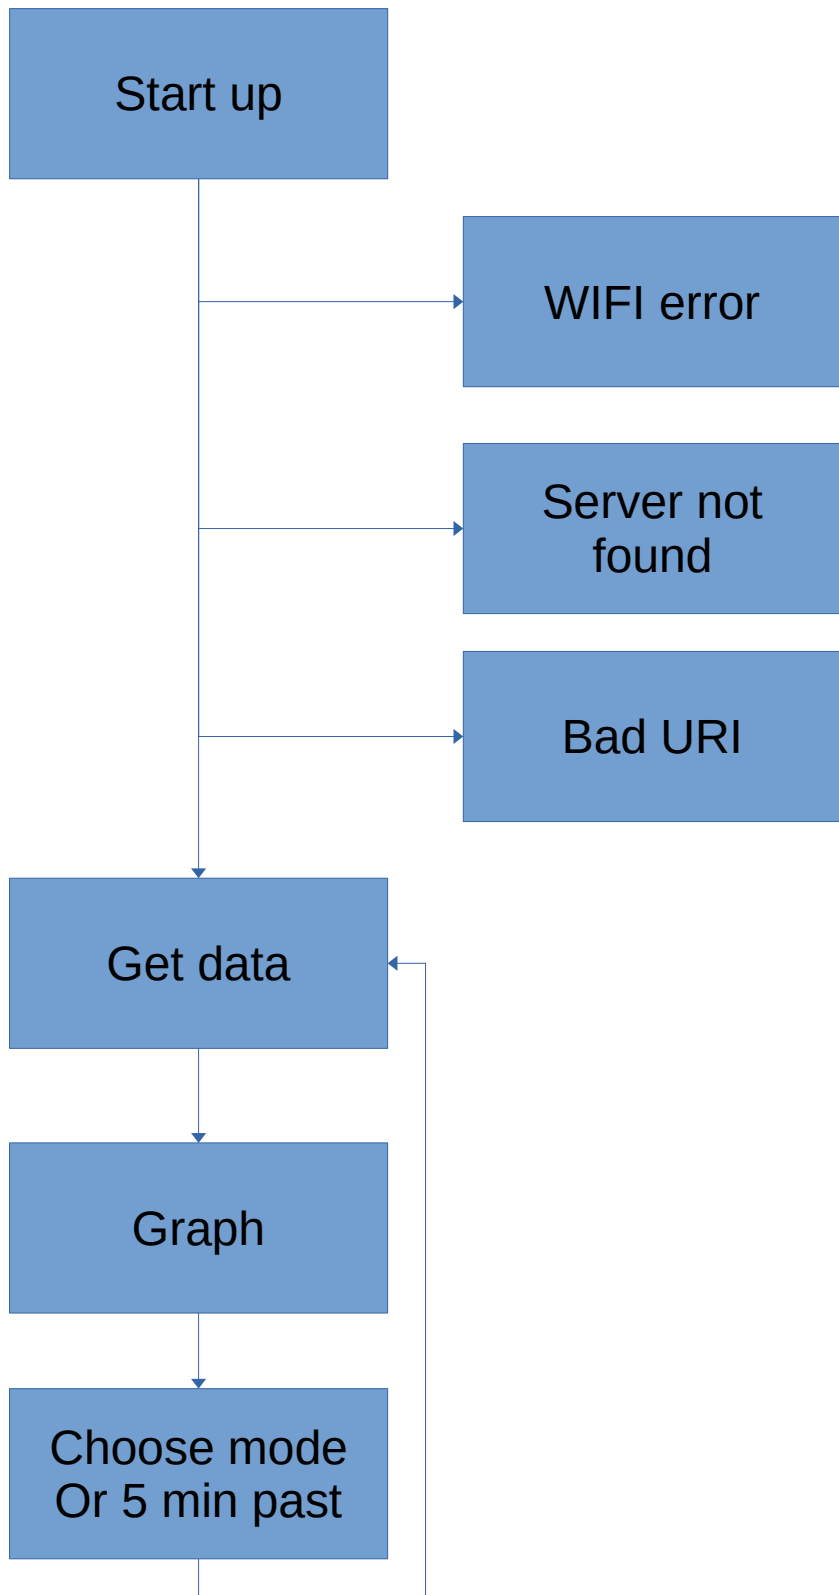 Start up
WIFI error
Server not
found
Bad URI
Get data
Graph
Choose mode
Or 5 min past